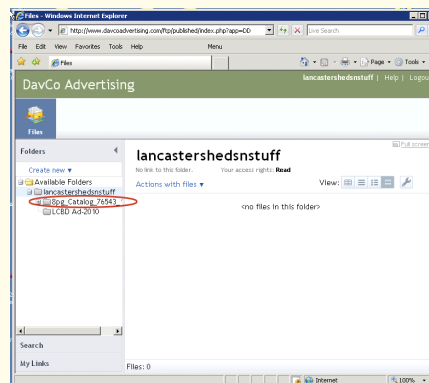 Files - Windows Internet Explorer
http://www.davcoadvertising.com/ftp/published/index.php?app=DD
Live Search
File Edit View Favorites Tools Help Menu
Files
Page Tools
DavCo Advertising
lancastershedsnstuff | Help | Logou
Files
Full screen
Folders
Create new
Available Folders
lancastershedsnstuff
8pg_Catalog_76543_
LCBD Ad-2010
lancastershedsnstuff
No link to this folder. Your access rights: Read
Actions with files
View:
<no files in this folder>
Search
My Links
Files: 0
Internet
100%